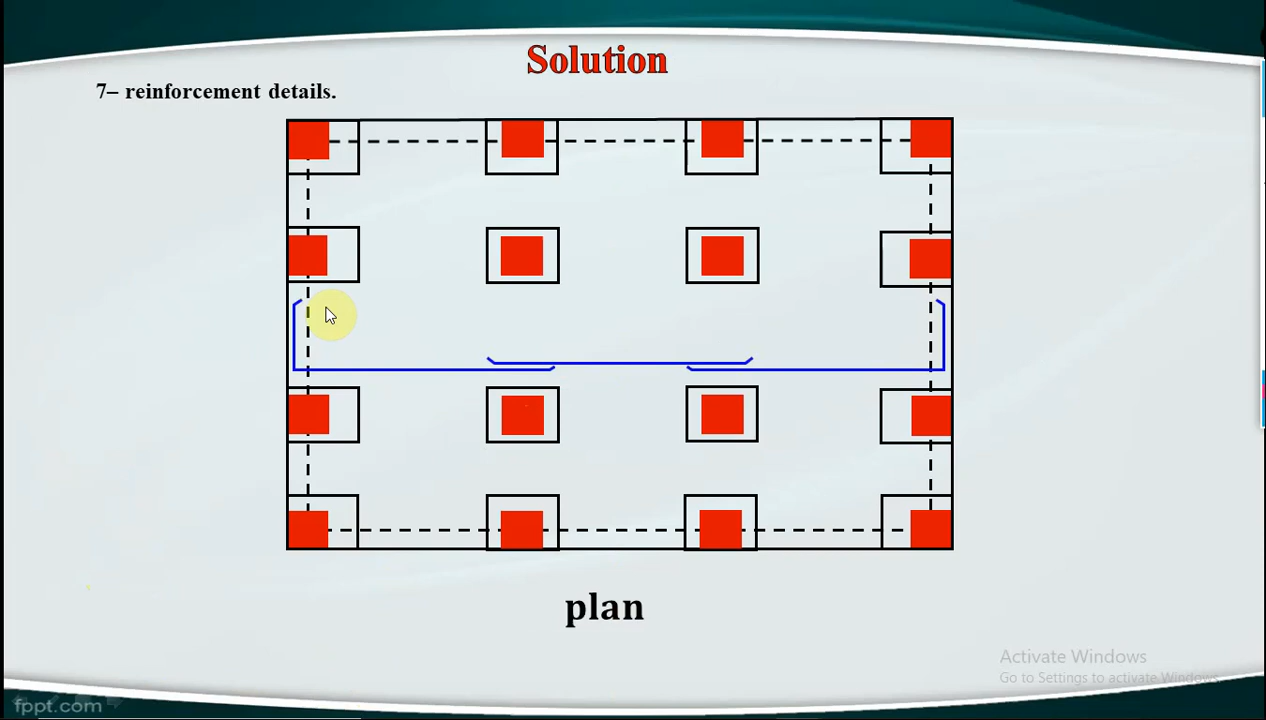 Solution
7– reinforcement details.
plan
Activate Windows
Go to Settings to activate Windows.
fppt.com